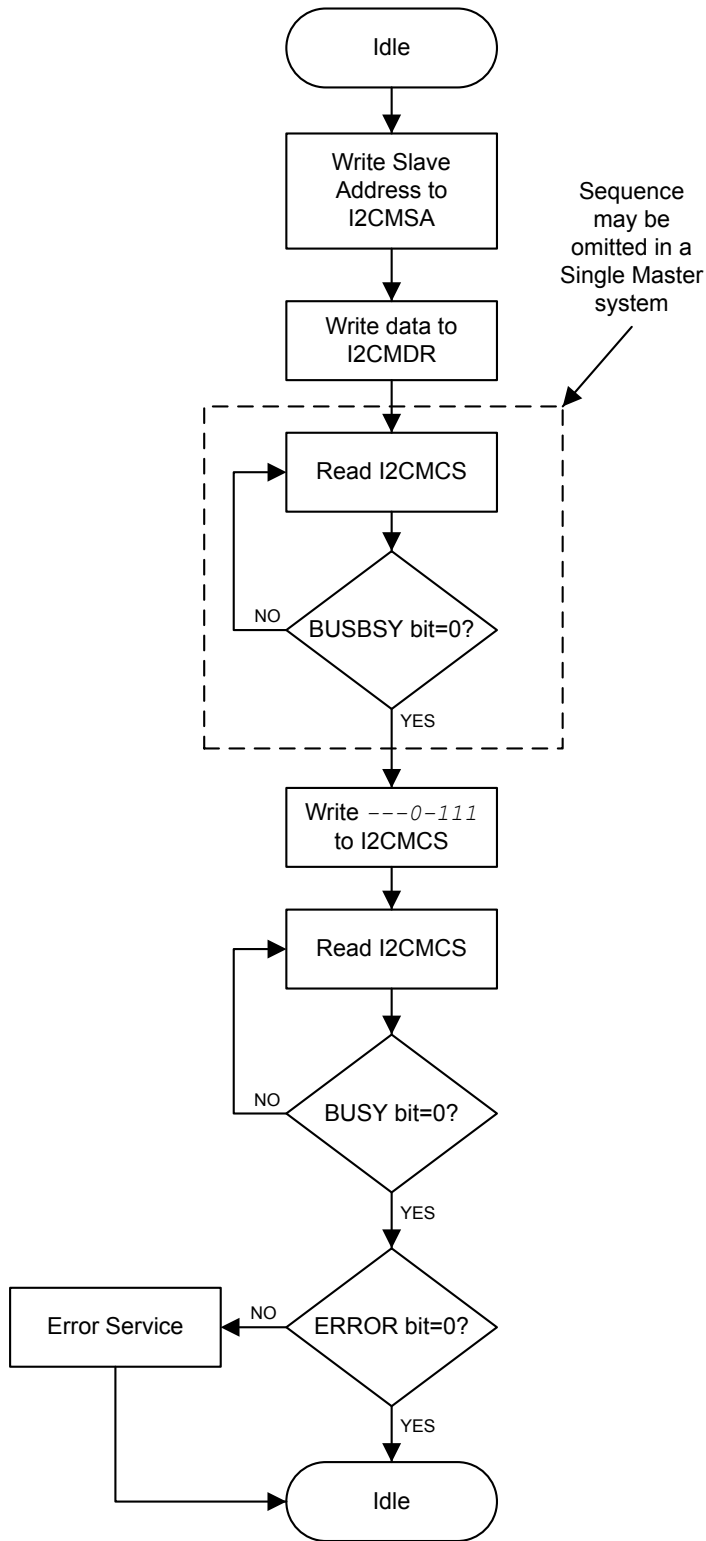 Idle
Write Slave
Address to
I2CMSA
Sequence
may be
omitted in a
Single Master
system
Write data to
I2CMDR
Read I2CMCS
NO
BUSBSY bit=0?
YES
Write ---0-111
to I2CMCS
Read I2CMCS
NO
BUSY bit=0?
YES
Error Service
NO
ERROR bit=0?
YES
Idle